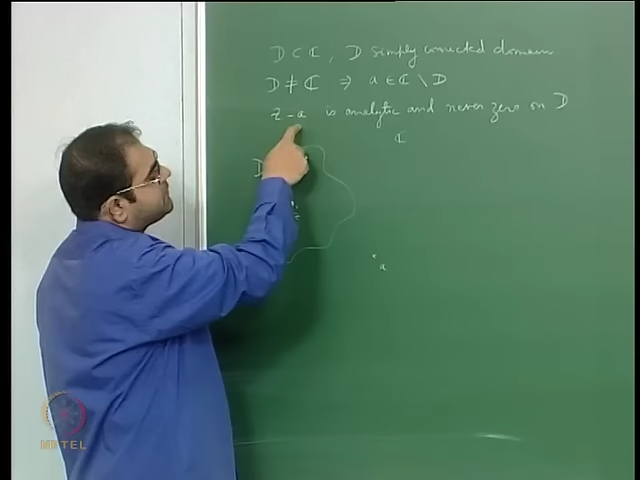 D ⊂ ℂ, D simply connected domain
D ≠ ℂ ⇒ a ∈ ℂ \ D
z - a is analytic and never zero on D
ℂ
D
z
a
NPTEL